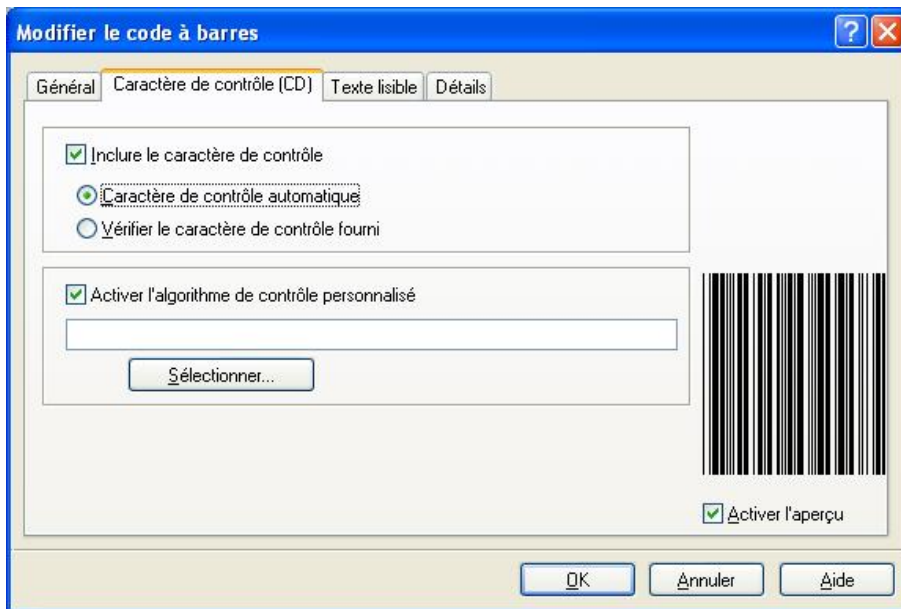 Modifier le code à barres
Général Caractère de contrôle (CD) Texte lisible Détails
Inclure le caractère de contrôle
Caractère de contrôle automatique
Vérifier le caractère de contrôle fourni
Activer l'algorithme de contrôle personnalisé
Sélectionner...
Activer l'aperçu
OK Annuler Aide